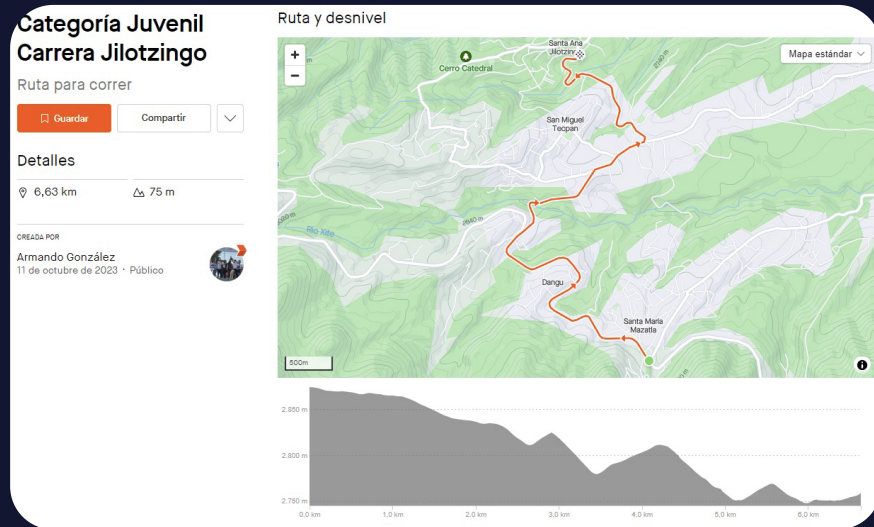 Categoría Juvenil
Carrera Jilotzingo
Ruta para correr
Guardar
Compartir
Detalles
6,63 km
75 m
CREADA POR
Armando González
11 de octubre de 2023 · Público
Ruta y desnivel
+
−
Mapa estándar
Santa Ana
Jilotzingo
Cerro Catedral
San Miguel
Tecpan
2640 m
Rio Xite
Dangu
Santa María
Mazatla
500m
2.850 m
2.800 m
2.750 m
0,0 km
1,0 km
2,0 km
3,0 km
4,0 km
5,0 km
6,0 km